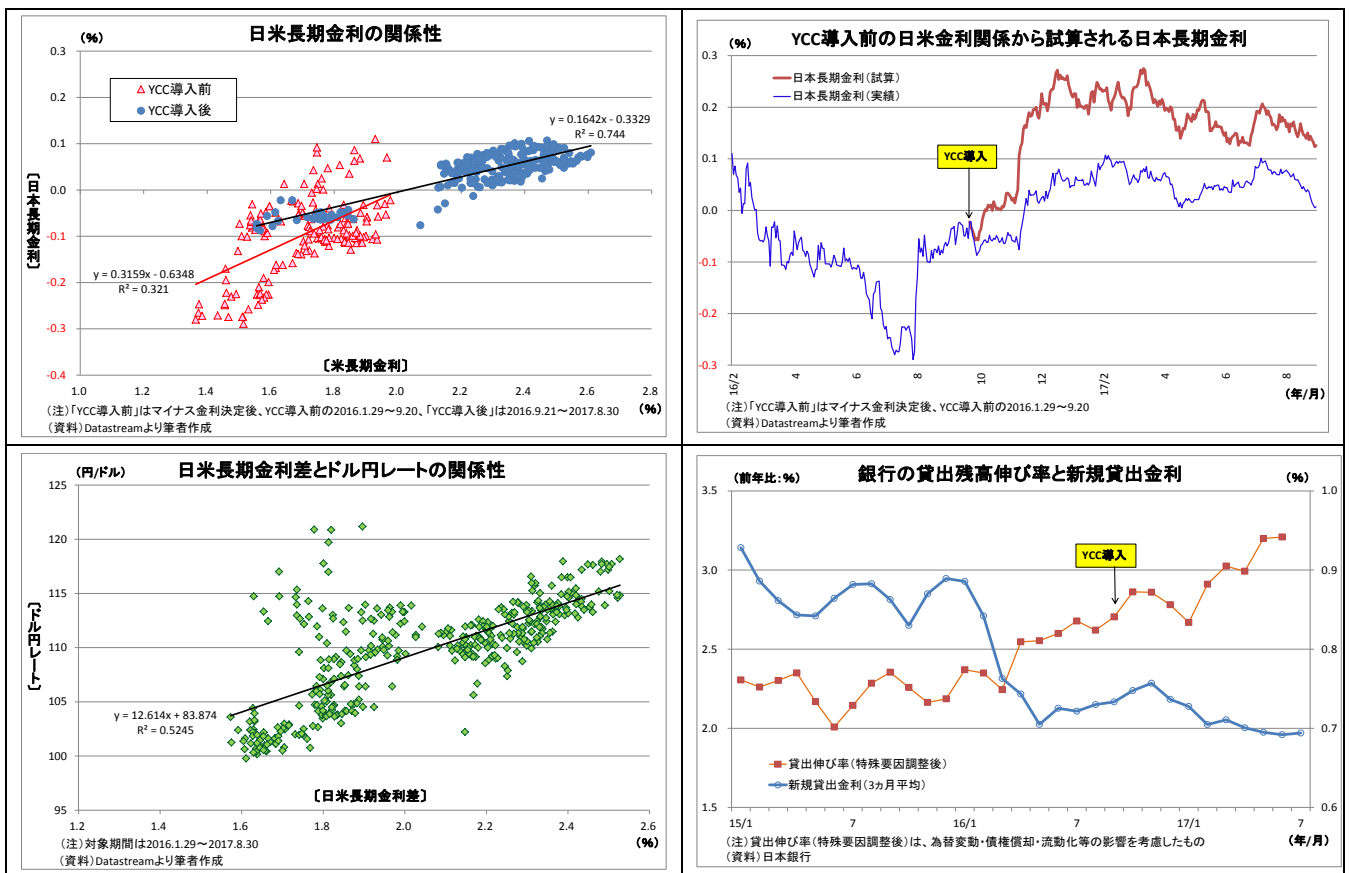 日米長期金利の関係性
(%)
0.3
0.2
0.1
0.0
-0.1
-0.2
-0.3
-0.4
〔日本長期金利〕
△ YCC導入前
● YCC導入後
y = 0.1642x - 0.3329
R² = 0.744
y = 0.3159x - 0.6348
R² = 0.321
〔米長期金利〕
1.0 1.2 1.4 1.6 1.8 2.0 2.2 2.4 2.6 2.8
(%)
(注)「YCC導入前」はマイナス金利決定後、YCC導入前の2016.1.29~9.20、「YCC導入後」は2016.9.21~2017.8.30
(資料)Datastreamより筆者作成
YCC導入前の日米金利関係から試算される日本長期金利
(%)
0.3
0.2
0.1
0.0
-0.1
-0.2
-0.3
日本長期金利(試算)
日本長期金利(実績)
YCC導入
16/2 4 6 8 10 12 17/2 4 6 8
(年/月)
(注)「YCC導入前」はマイナス金利決定後、YCC導入前の2016.1.29~9.20
(資料)Datastreamより筆者作成
日米長期金利差とドル円レートの関係性
(円/ドル)
125
120
115
110
105
100
95
〔ドル円レート〕
y = 12.614x + 83.874
R² = 0.5245
〔日米長期金利差〕
1.2 1.4 1.6 1.8 2.0 2.2 2.4 2.6
(%)
(注)対象期間は2016.1.29~2017.8.30
(資料)Datastreamより筆者作成
銀行の貸出残高伸び率と新規貸出金利
(前年比:%)
(%)
3.5
3.0
2.5
2.0
1.5
1.0
0.9
0.8
0.7
0.6
YCC導入
貸出伸び率(特殊要因調整後)
新規貸出金利(3ヵ月平均)
15/1 7 16/1 7 17/1 7
(年/月)
(注)貸出伸び率(特殊要因調整後)は、為替変動・債権償却・流動化等の影響を考慮したもの
(資料)日本銀行